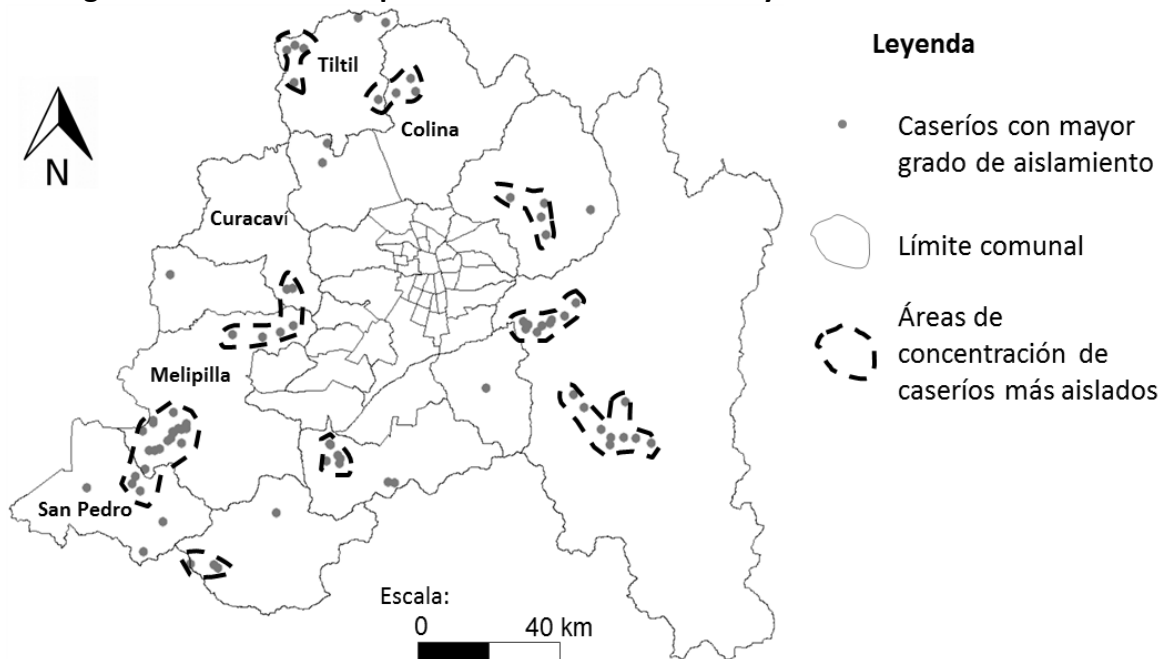 Tiltil
Colina
N
Curacaví
Melipilla
San Pedro
Escala:
0 40 km
Leyenda
Caseríos con mayor
grado de aislamiento
Límite comunal
Áreas de
concentración de
caseríos más aislados